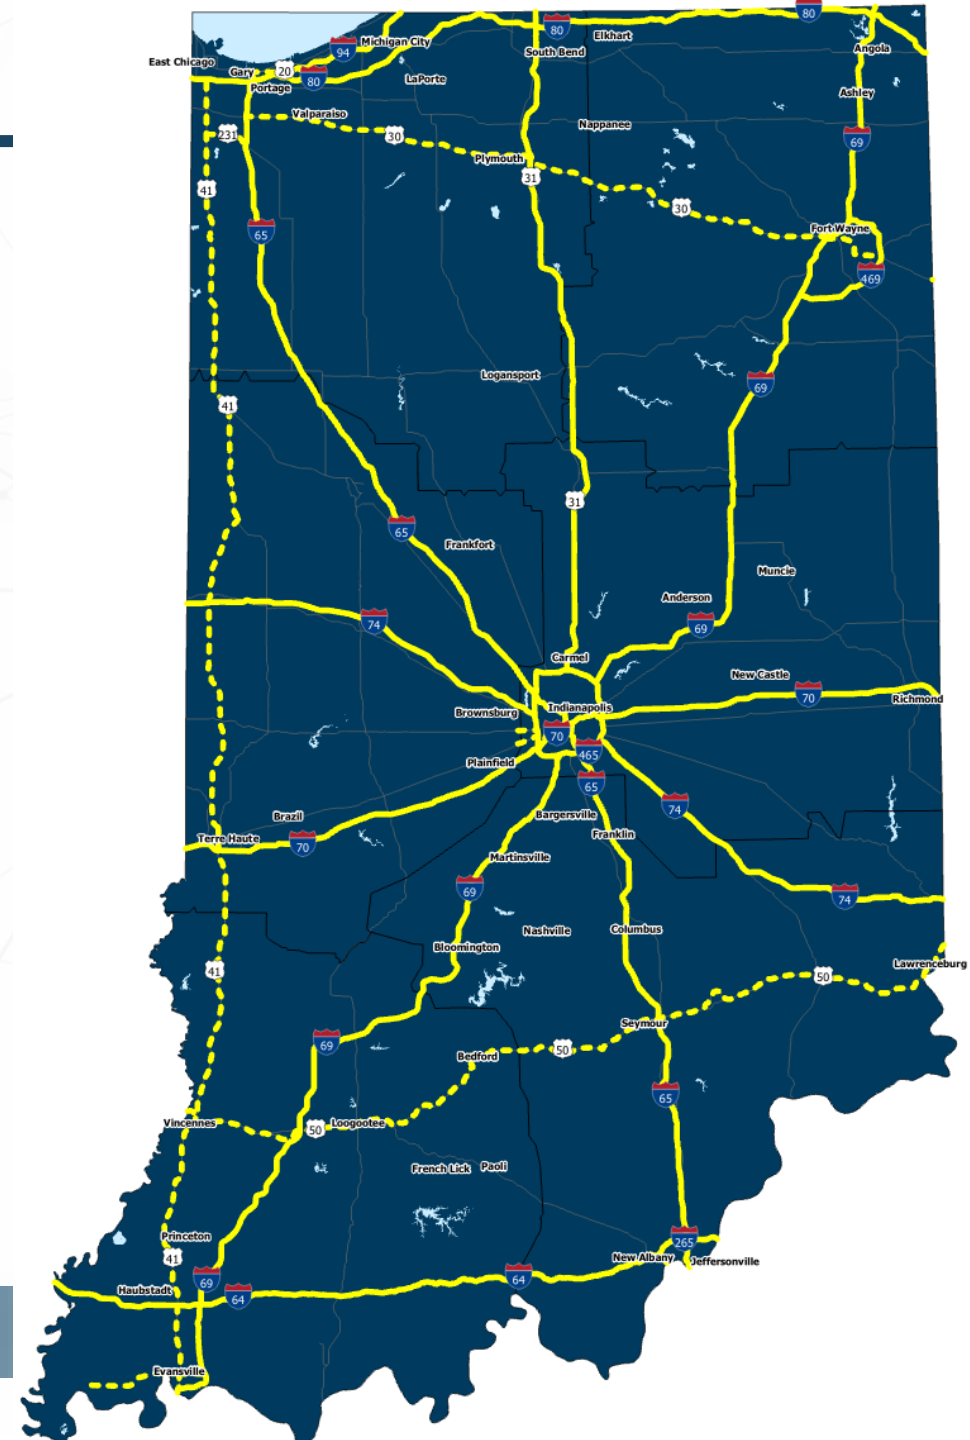 80
80
Elkhart
94
Michigan City
South Bend
Angola
East Chicago
Gary
20
80
LaPorte
Portage
Ashley
Valparaiso
Nappanee
231
30
69
Plymouth
31
41
30
65
Fort Wayne
469
Logansport
69
41
31
65
Frankfort
Muncie
Anderson
74
69
Carmel
New Castle
70
Richmond
Brownsburg
Indianapolis
70
465
Plainfield
65
74
Brazil
Bargersville
Terre Haute
70
Franklin
Martinsville
69
74
Nashville
Columbus
Bloomington
41
Lawrenceburg
50
Seymour
69
Bedford
50
65
Vincennes
50
Loogootee
French Lick
Paoli
Princeton
265
41
New Albany
Jeffersonville
69
64
Haubstadt
64
Evansville